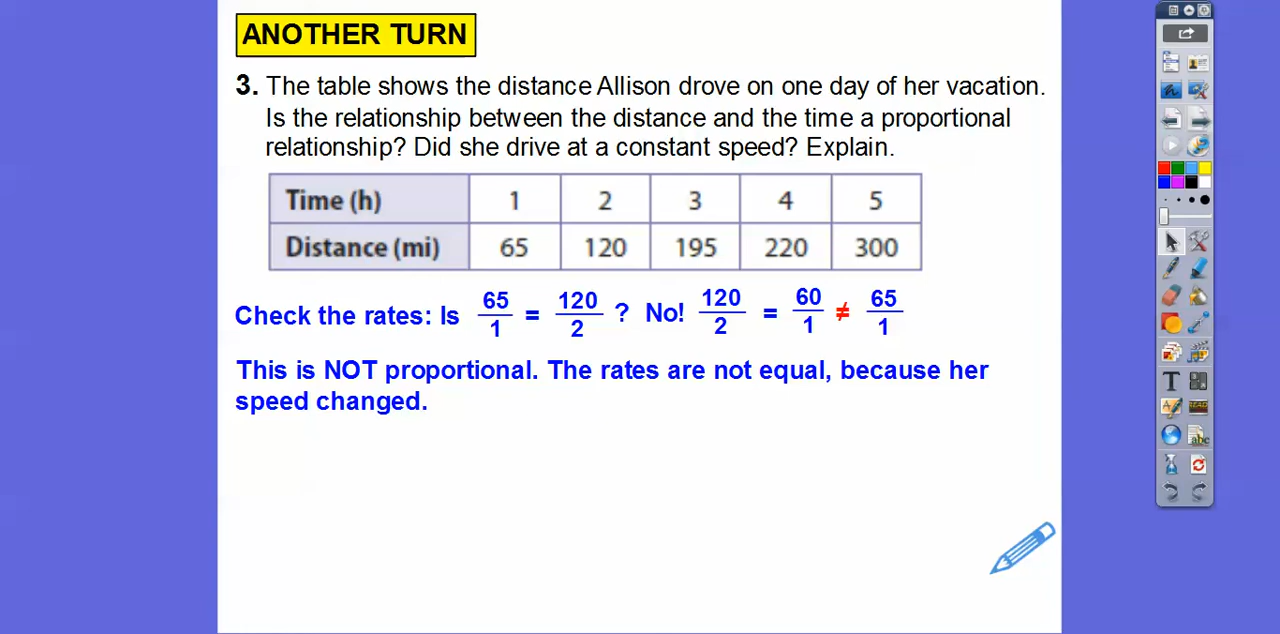 ANOTHER TURN
3. The table shows the distance Allison drove on one day of her vacation.
Is the relationship between the distance and the time a proportional
relationship? Did she drive at a constant speed? Explain.
Time (h) 1 2 3 4 5
Distance (mi) 65 120 195 220 300
Check the rates: Is 65/1 = 120/2 ? No! 120/2 = 60/1 ≠ 65/1
This is NOT proportional. The rates are not equal, because her
speed changed.